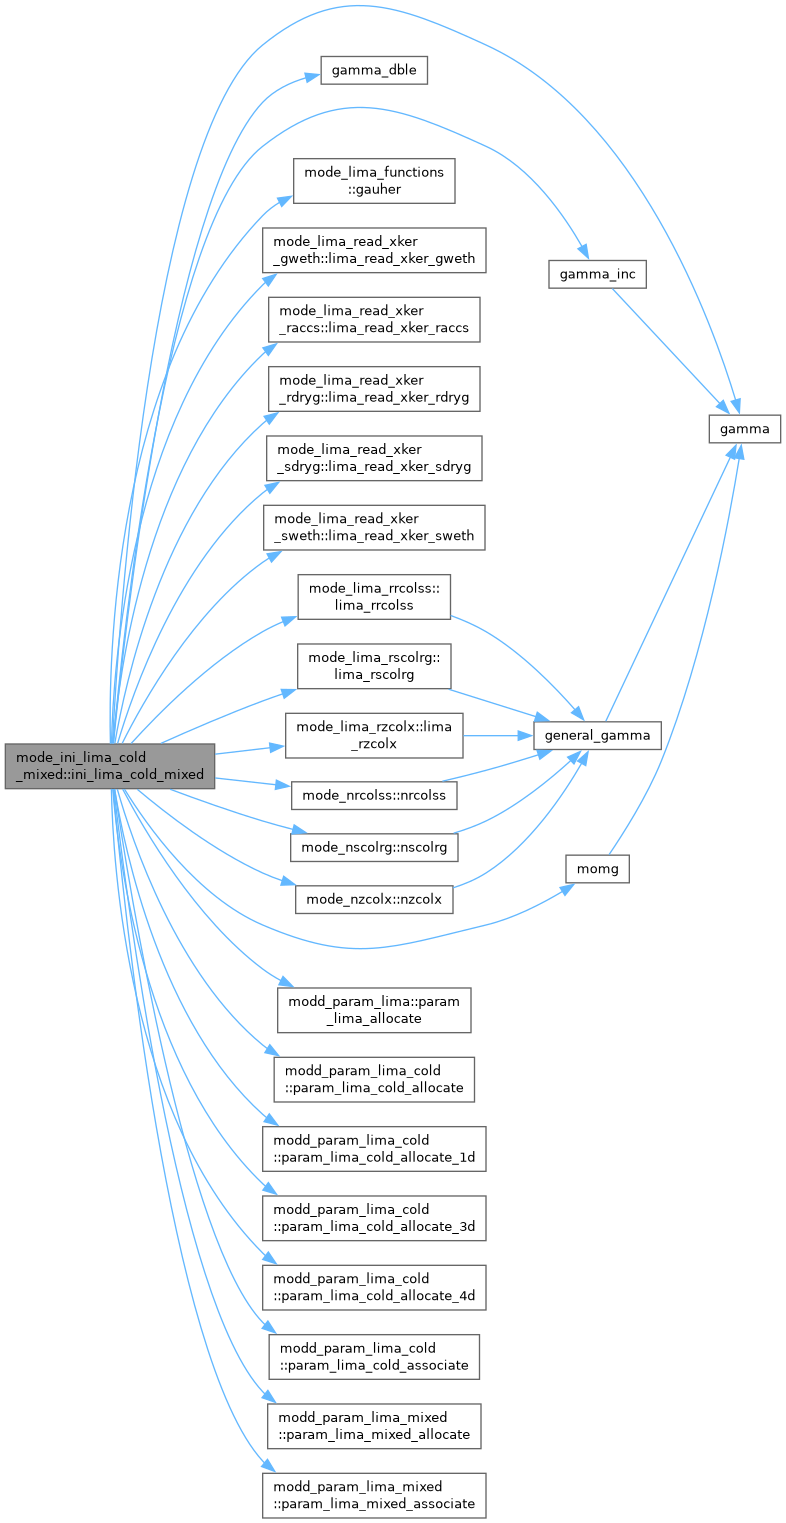 gamma_dble
mode_lima_functions
::gauher
mode_lima_read_xker
_gweth::lima_read_xker_gweth
gamma_inc
mode_lima_read_xker
_raccs::lima_read_xker_raccs
mode_lima_read_xker
_rdryg::lima_read_xker_rdryg
gamma
mode_lima_read_xker
_sdryg::lima_read_xker_sdryg
mode_lima_read_xker
_sweth::lima_read_xker_sweth
mode_lima_rrcolss::
lima_rrcolss
mode_lima_rscolrg::
lima_rscolrg
mode_lima_rzcolx::lima
_rzcolx
general_gamma
mode_ini_lima_cold
_mixed::ini_lima_cold_mixed
mode_nrcolss::nrcolss
mode_nscolrg::nscolrg
momg
mode_nzcolx::nzcolx
modd_param_lima::param
_lima_allocate
modd_param_lima_cold
::param_lima_cold_allocate
modd_param_lima_cold
::param_lima_cold_allocate_1d
modd_param_lima_cold
::param_lima_cold_allocate_3d
modd_param_lima_cold
::param_lima_cold_allocate_4d
modd_param_lima_cold
::param_lima_cold_associate
modd_param_lima_mixed
::param_lima_mixed_allocate
modd_param_lima_mixed
::param_lima_mixed_associate